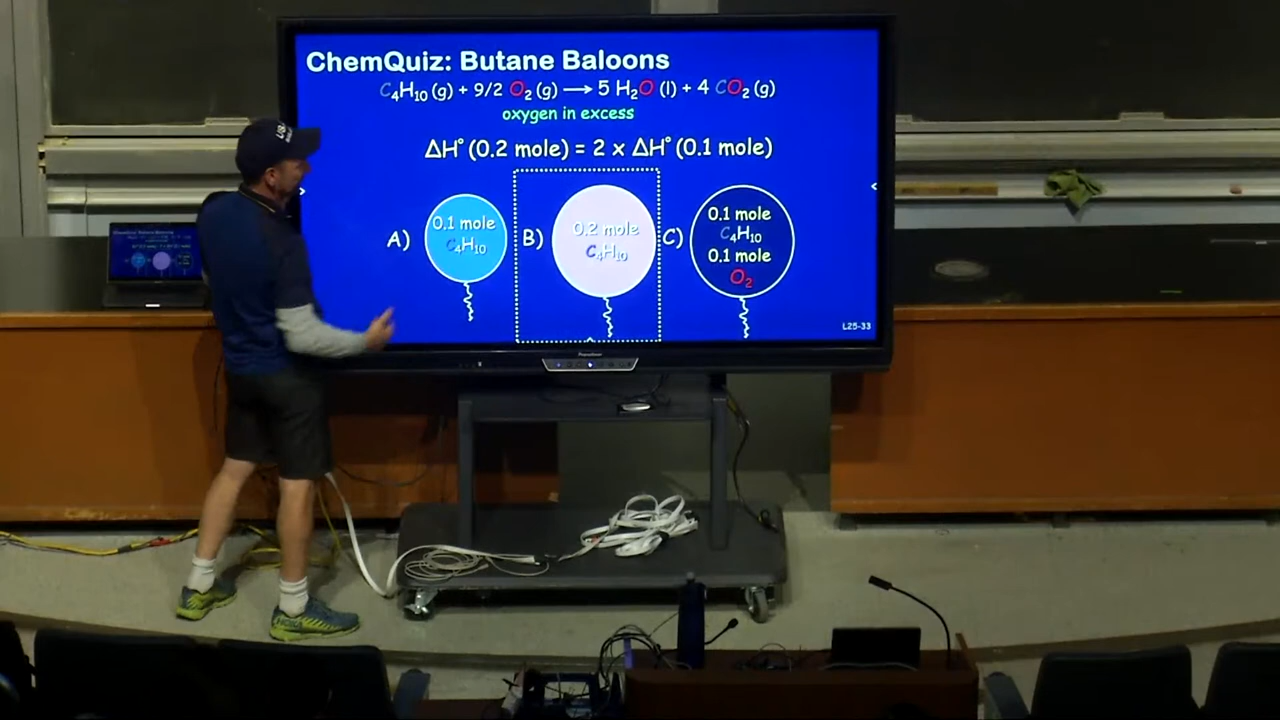 ChemQuiz: Butane Baloons
C₄H₁₀ (g) + 9/2 O₂ (g) ⟶ 5 H₂O (l) + 4 CO₂ (g)
oxygen in excess
ΔH° (0.2 mole) = 2 x ΔH° (0.1 mole)
A)
0.1 mole
C₄H₁₀
B)
0.2 mole
C₄H₁₀
C)
0.1 mole
C₄H₁₀
0.1 mole
O₂
L25-33